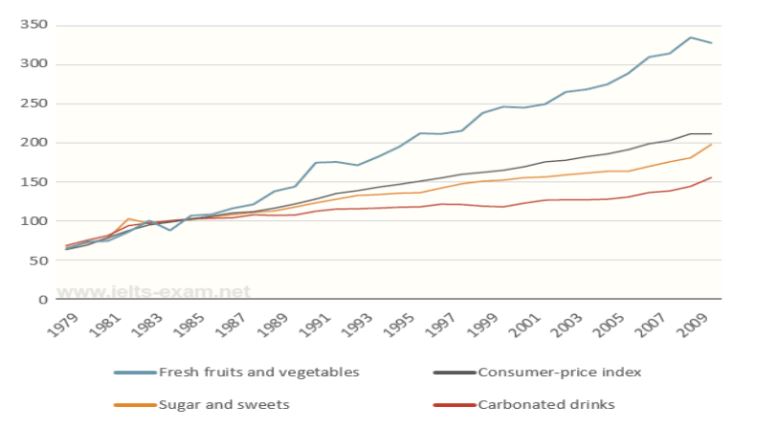 350
300
250
200
150
100
50
0
www.ielts-exam.net
1979 1981 1983 1985 1987 1989 1991 1993 1995 1997 1999 2001 2003 2005 2007 2009
Fresh fruits and vegetables Consumer-price index
Sugar and sweets Carbonated drinks